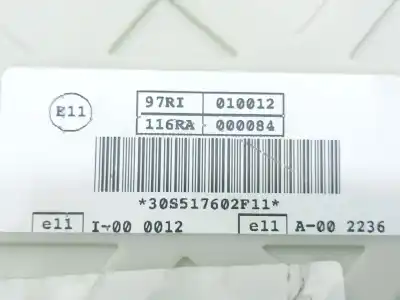 E11 97RI 010012
116RA 000084
*30S517602F11*
e11 I-00 0012 e11 A-00 2236